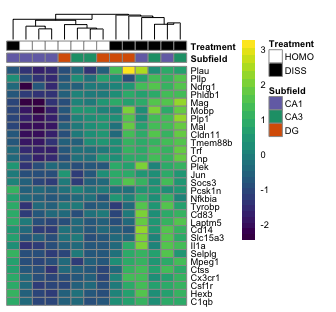 Treatment
Subfield
Plau
Pllp
Ndrg1
Phldb1
Mag
Mobp
Plp1
Mal
Cldn11
Tmem88b
Trf
Cnp
Plek
Jun
Socs3
Pcsk1n
Nfkbia
Tyrobp
Cd83
Laptm5
Cd14
Slc15a3
Il1a
Selplg
Mpeg1
Ctss
Cx3cr1
Csf1r
Hexb
C1qb
3
2
1
0
-1
-2
Treatment
HOMO
DISS
Subfield
CA1
CA3
DG